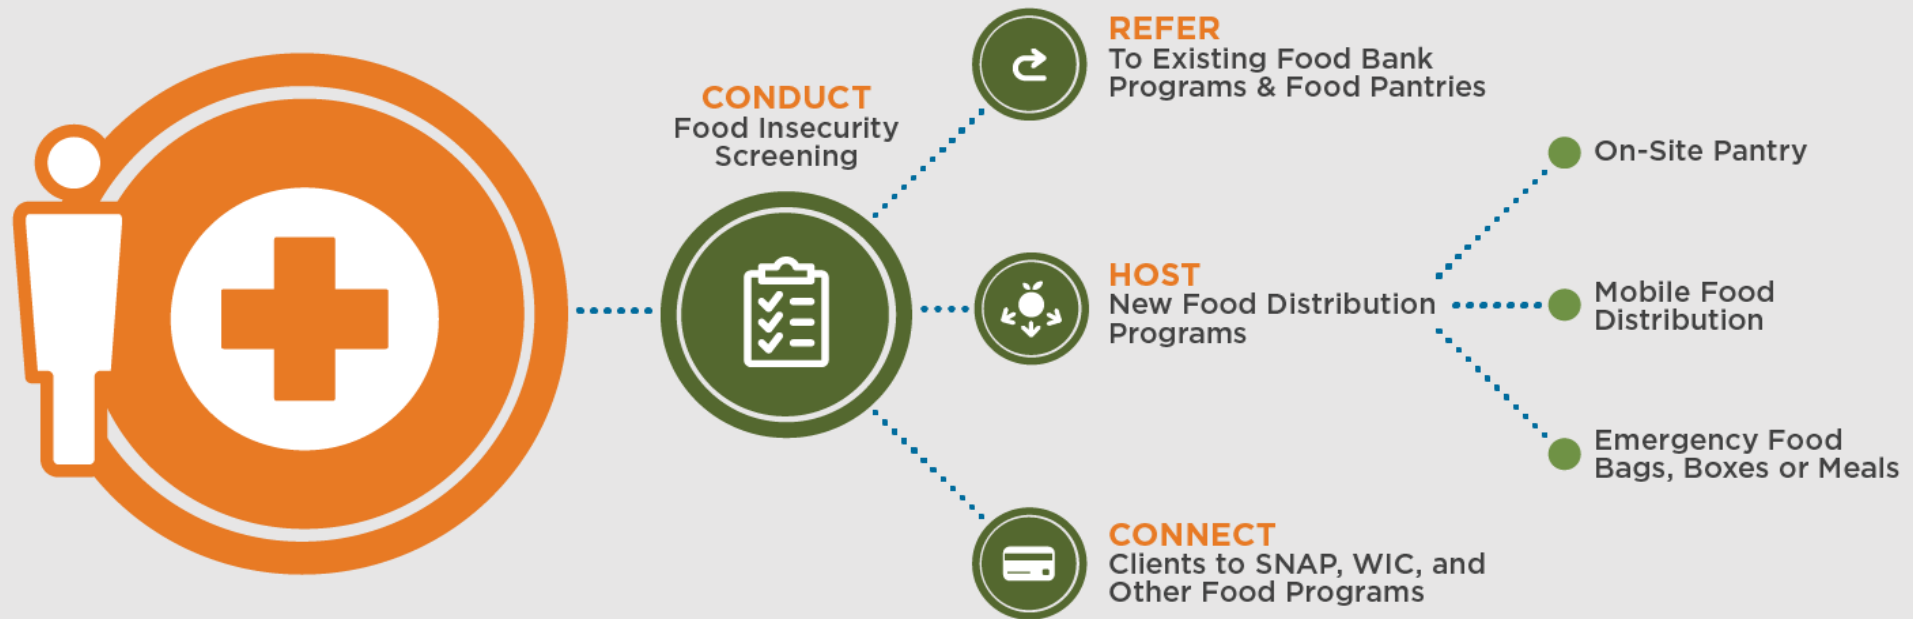 CONDUCT
Food Insecurity
Screening
REFER
To Existing Food Bank
Programs & Food Pantries
HOST
New Food Distribution
Programs
On-Site Pantry
Mobile Food
Distribution
Emergency Food
Bags, Boxes or Meals
CONNECT
Clients to SNAP, WIC, and
Other Food Programs